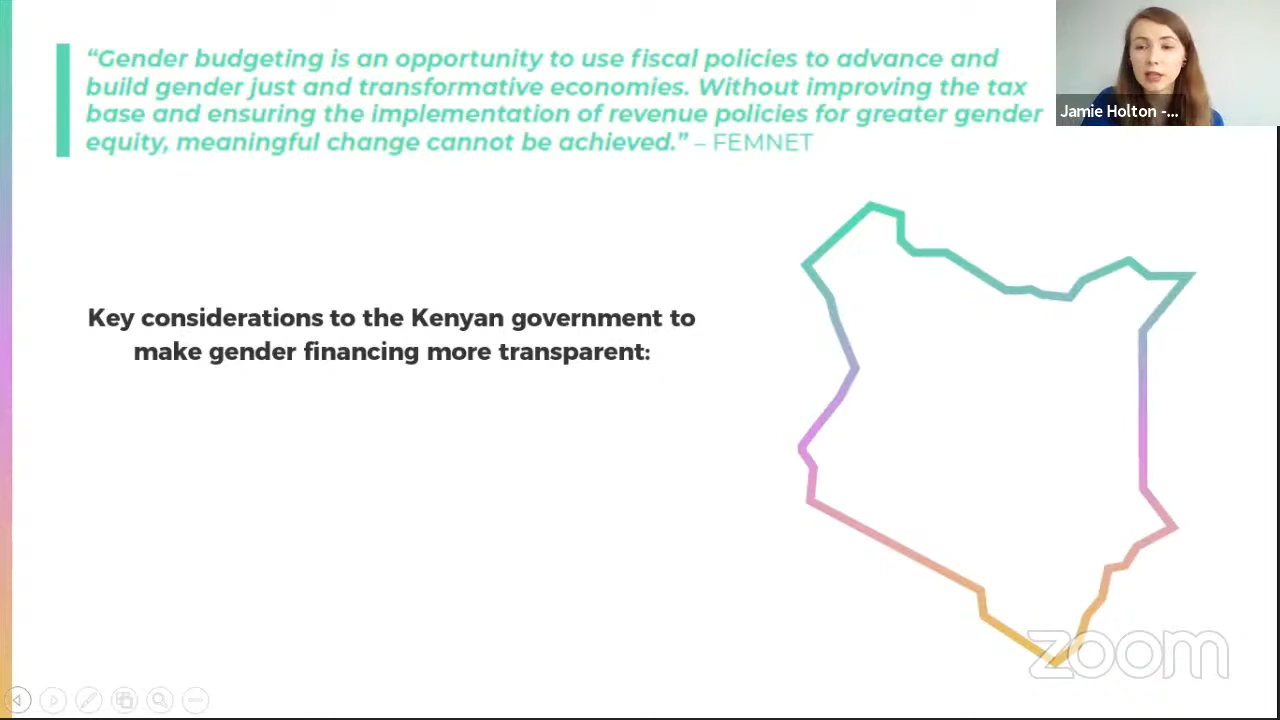 “Gender budgeting is an opportunity to use fiscal policies to advance and
build gender just and transformative economies. Without improving the tax
base and ensuring the implementation of revenue policies for greater gender
equity, meaningful change cannot be achieved.” – FEMNET
Jamie Holton -...
Key considerations to the Kenyan government to
make gender financing more transparent:
zoom